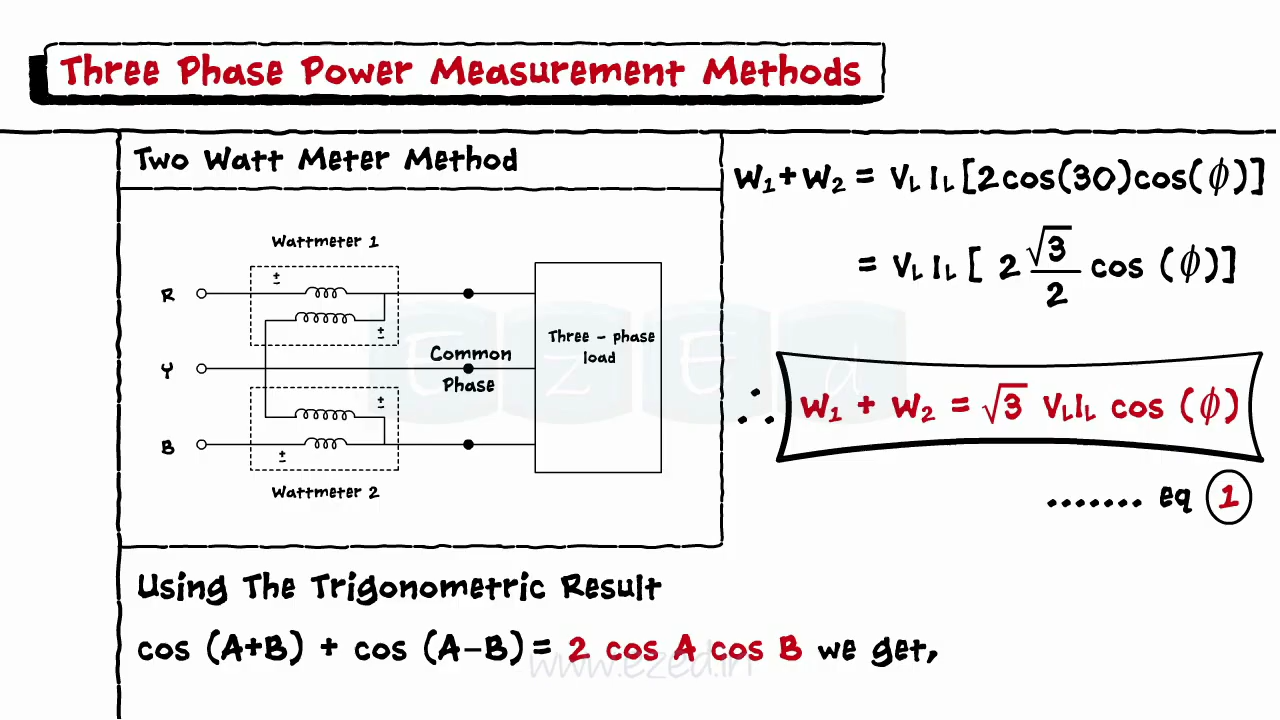 Three Phase Power Measurement Methods
Two Watt Meter Method
Wattmeter 1
±
R
±
Y
Common
Phase
Three - phase
load
±
B
±
Wattmeter 2
W₁+W₂ = VL IL [2cos(30)cos(ϕ)]
= VL IL [ 2 √3/2 cos (ϕ)]
∴ W₁ + W₂ = √3 VLIL cos (ϕ)
....... eq 1
EZEd
Using The Trigonometric Result
cos (A+B) + cos (A-B) = 2 cos A cos B we get,
www.ezed.in